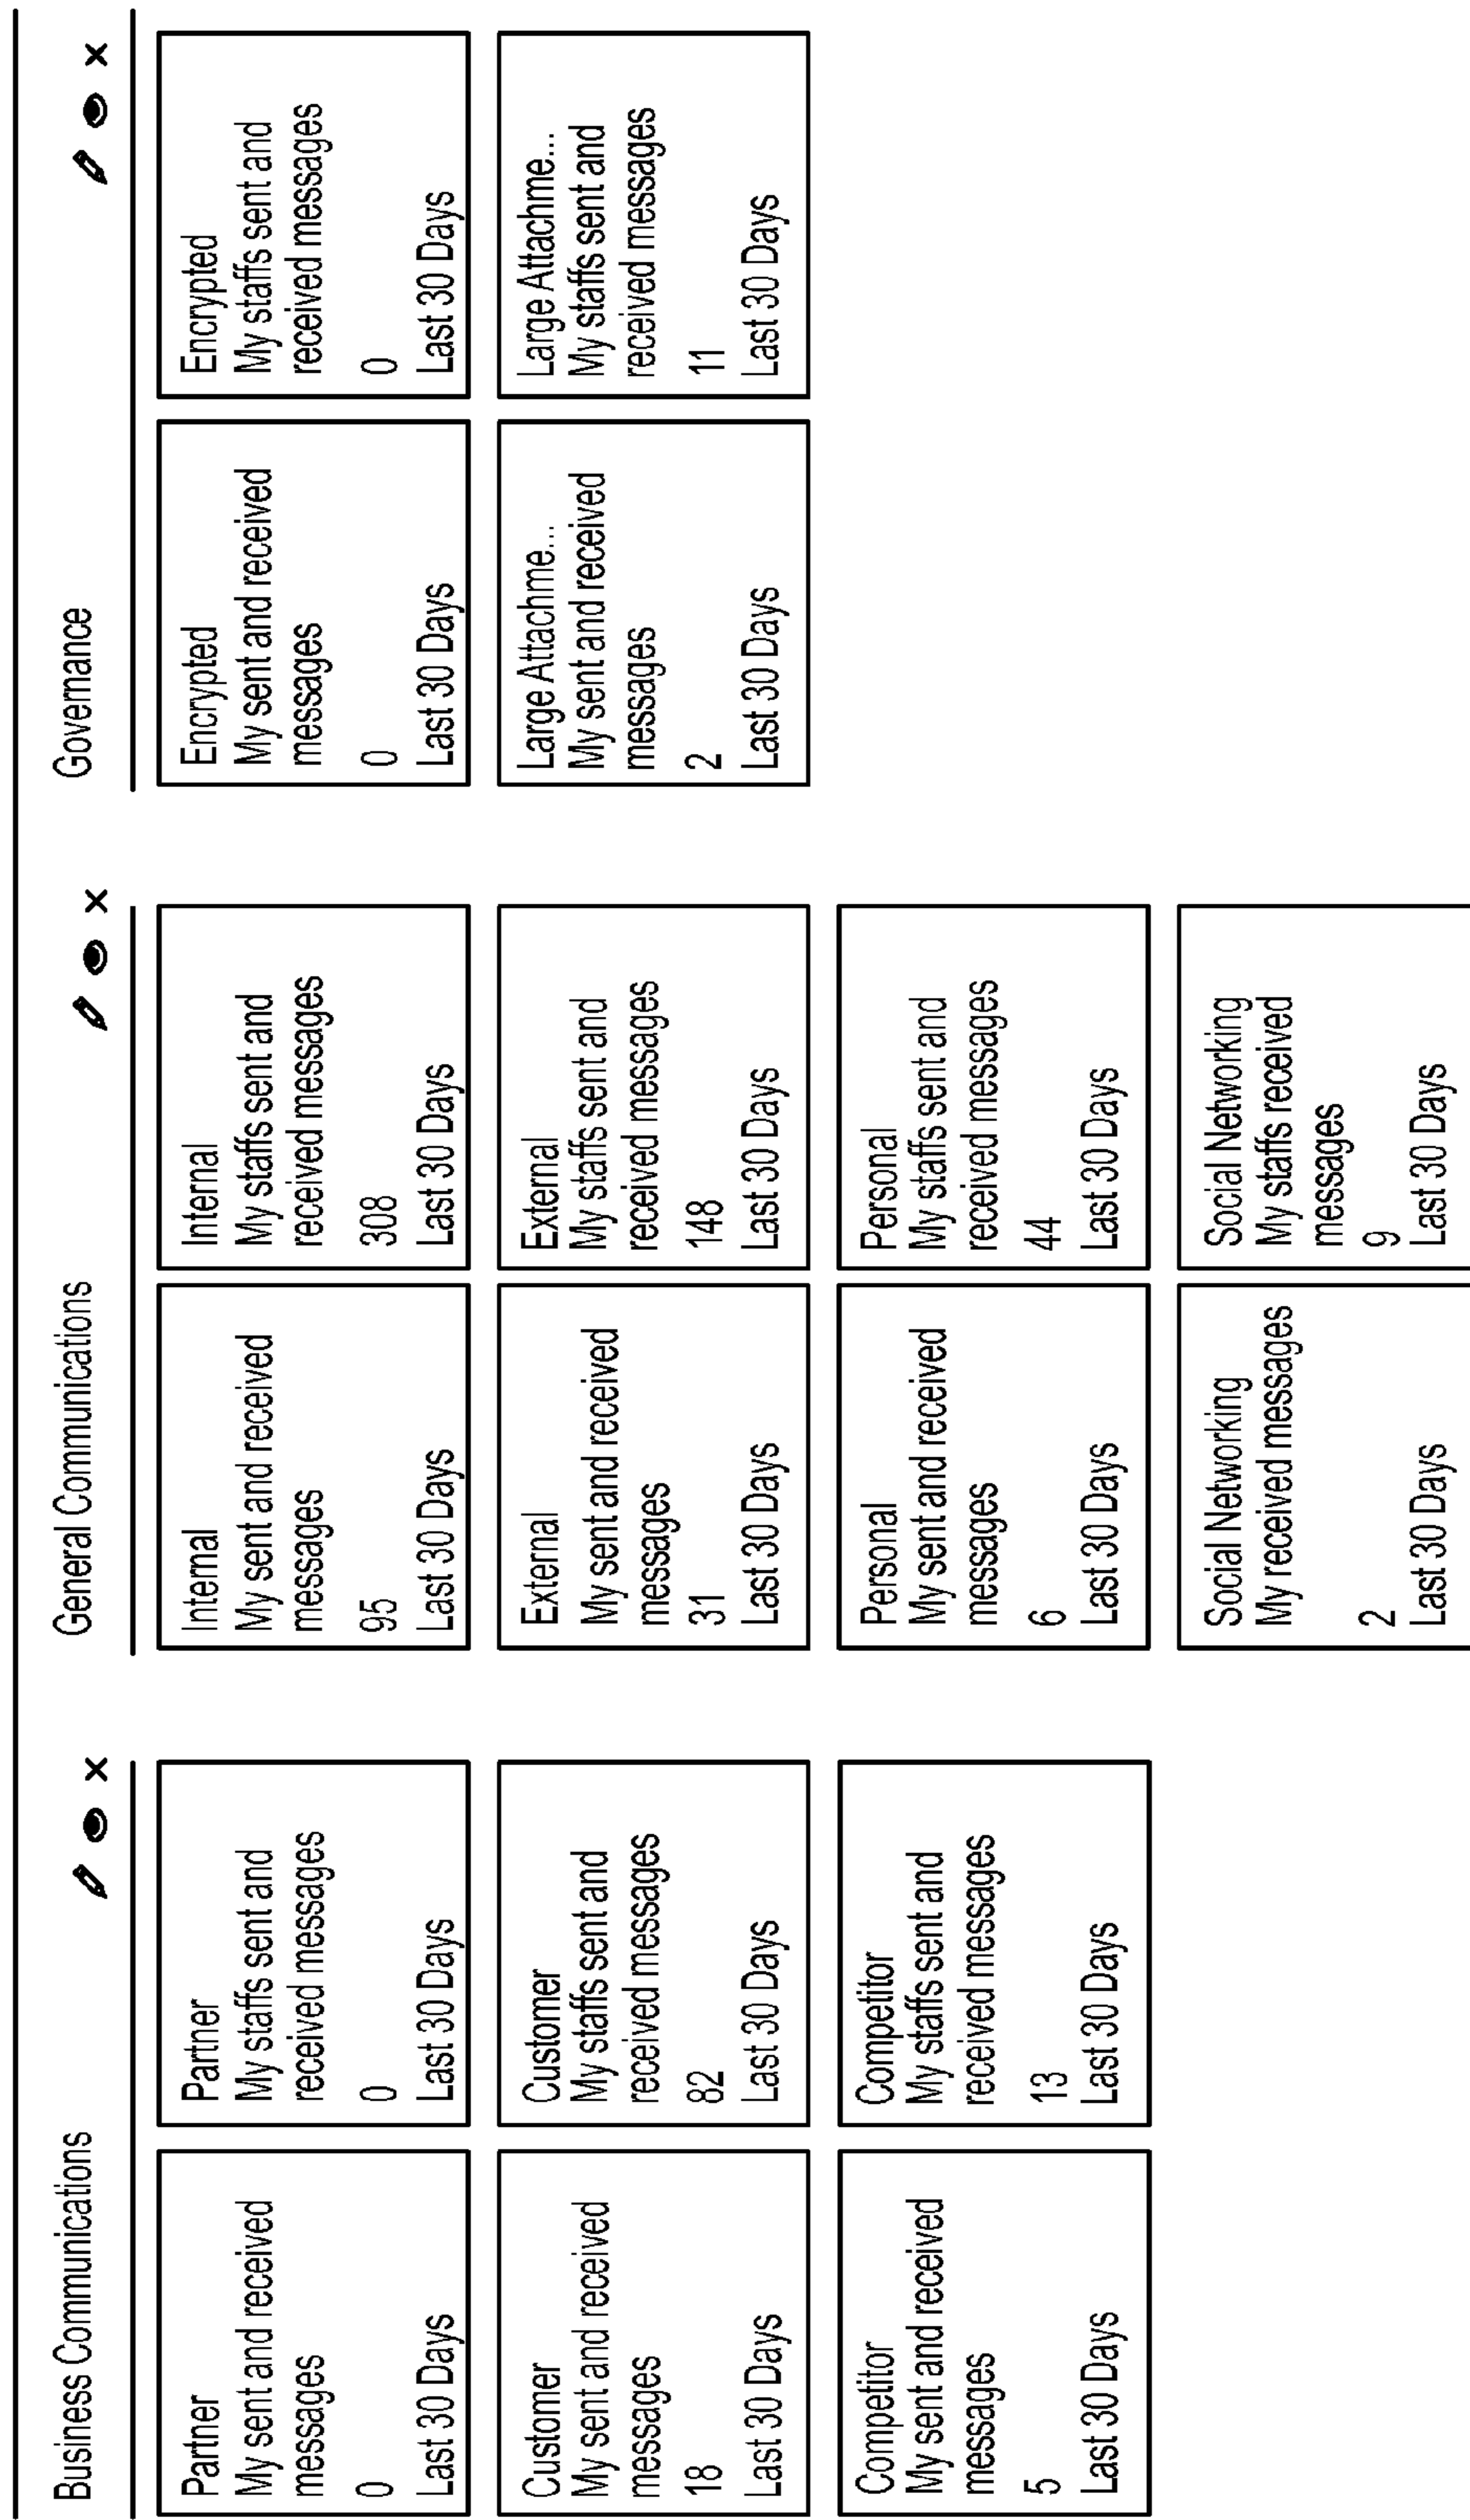 Business Communications
Partner
My sent and received
messages
0
Last 30 Days
Partner
My staffs sent and
received messages
0
Last 30 Days
Customer
My sent and received
messages
18
Last 30 Days
Customer
My staffs sent and
received messages
82
Last 30 Days
Competitor
My sent and received
messages
5
Last 30 Days
Competitor
My staffs sent and
received messages
13
Last 30 Days
General Communications
Internal
My sent and received
messages
95
Last 30 Days
Internal
My staffs sent and
received messages
308
Last 30 Days
External
My sent and received
messages
31
Last 30 Days
External
My staffs sent and
received messages
148
Last 30 Days
Personal
My sent and received
messages
6
Last 30 Days
Personal
My staffs sent and
received messages
44
Last 30 Days
Social Networking
My received messages
2
Last 30 Days
Social Networking
My staffs received
messages
9
Last 30 Days
Governance
Encrypted
My sent and received
messages
0
Last 30 Days
Encrypted
My staffs sent and
received messages
0
Last 30 Days
Large Attachme...
My sent and received
messages
2
Last 30 Days
Large Attachme...
My staffs sent and
received messages
11
Last 30 Days